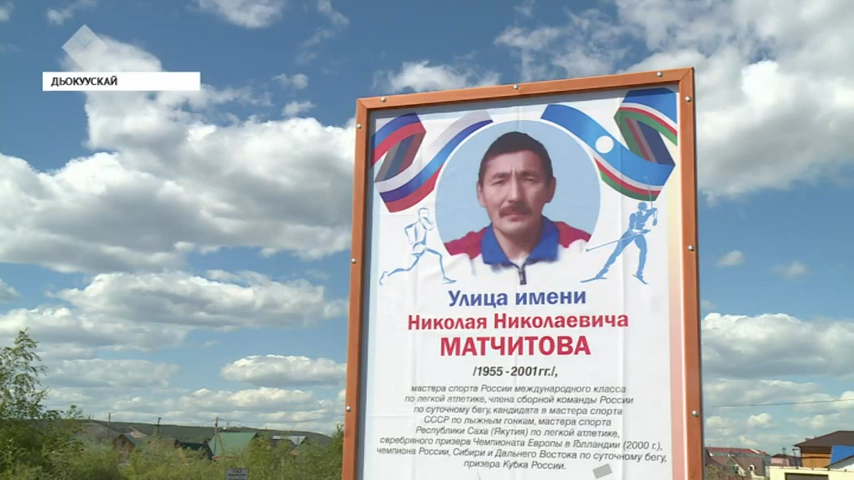 ДЬОКУУСКАЙ
Улица имени
Николая Николаевича
МАТЧИТОВА
/1955-2001гг./,
мастера спорта России международного класса
по легкой атлетике, члена сборной команды России
по суточному бегу, кандидата в мастера спорта
СССР по лыжным гонкам, мастера спорта
Республики Саха (Якутия) по легкой атлетике,
серебряного призера Чемпионата Европы в Голландии (2000 г.),
чемпиона России, Сибири и Дальнего Востока по суточному бегу,
призера Кубка России.